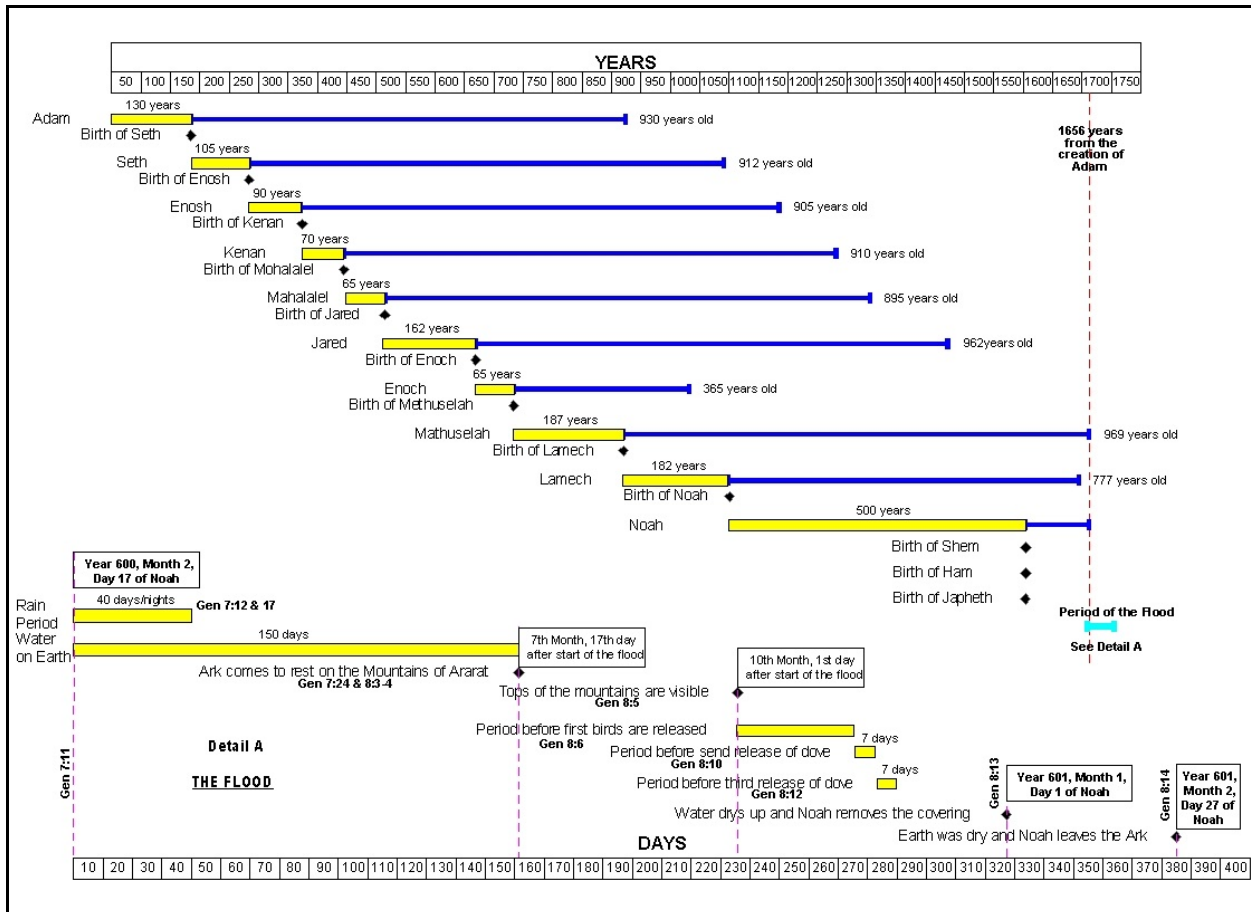 YEARS
50 100 150 200 250 300 350 400 450 500 550 600 650 700 750 800 850 900 950 1000 1050 1100 1150 1200 1250 1300 1350 1400 1450 1500 1550 1600 1650 1700 1750
130 years
Adam
930 years old
Birth of Seth
1656 years
from the
creation of
Adam
105 years
Seth
912 years old
Birth of Enosh
90 years
Enosh
905 years old
Birth of Kenan
70 years
Kenan
910 years old
Birth of Mohalalel
65 years
Mahalalel
895 years old
Birth of Jared
162 years
Jared
962years old
Birth of Enoch
65 years
Enoch
365 years old
Birth of Methuselah
187 years
Mathuselah
969 years old
Birth of Lamech
182 years
Lamech
777 years old
Birth of Noah
500 years
Noah
Birth of Shem
Birth of Ham
Birth of Japheth
Period of the Flood
See Detail A
Year 600, Month 2,
Day 17 of Noah
40 days/nights
Gen 7:12 & 17
Rain
Period
Water
on Earth
150 days
7th Month, 17th day
after start of the flood
Ark comes to rest on the Mountains of Ararat
Gen 7:24 & 8:3-4
10th Month, 1st day
after start of the flood
Tops of the mountains are visible
Gen 8:5
Period before first birds are released
Gen 8:6
7 days
Period before send release of dove
Gen 8:10
7 days
Period before third release of dove
Gen 8:12
Gen 7:11
Detail A
THE FLOOD
Gen 8:13
Year 601, Month 1,
Day 1 of Noah
Water drys up and Noah removes the covering
Gen 8:14
Year 601,
Month 2,
Day 27 of
Noah
Earth was dry and Noah leaves the Ark
DAYS
10 20 30 40 50 60 70 80 90 100 110 120 130 140 150 160 170 180 190 200 210 220 230 240 250 260 270 280 290 300 310 320 330 340 350 360 370 380 390 400